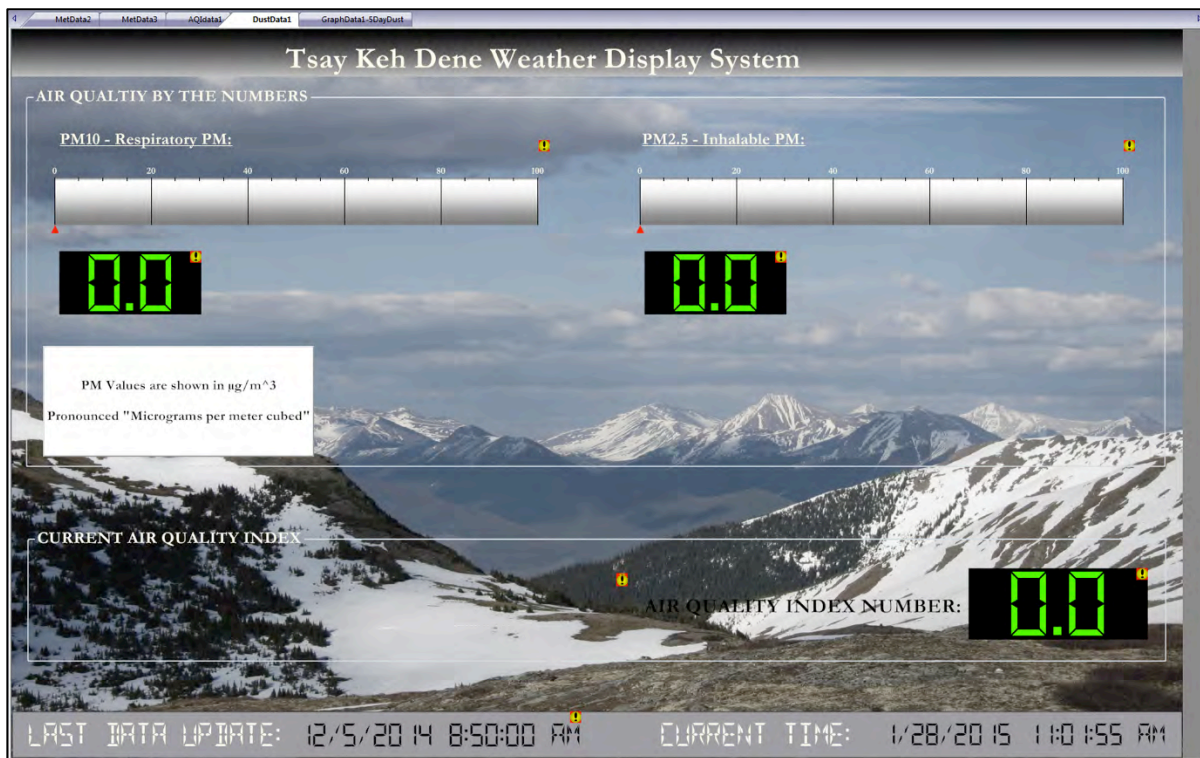 MetData2 MetData3 AQIdata1 DustData1 GraphData1-5DayDust
Tsay Keh Dene Weather Display System
AIR QUALTIY BY THE NUMBERS
PM10 - Respiratory PM: PM2.5 - Inhalable PM:
0 20 40 60 80 100 0 20 40 60 80 100
0.0 0.0
PM Values are shown in µg/m^3
Pronounced "Micrograms per meter cubed"
CURRENT AIR QUALITY INDEX
AIR QUALITY INDEX NUMBER: 0.0
LAST DATA UPDATE: 12/5/2014 8:50:00 AM CURRENT TIME: 1/28/2015 11:01:55 AM